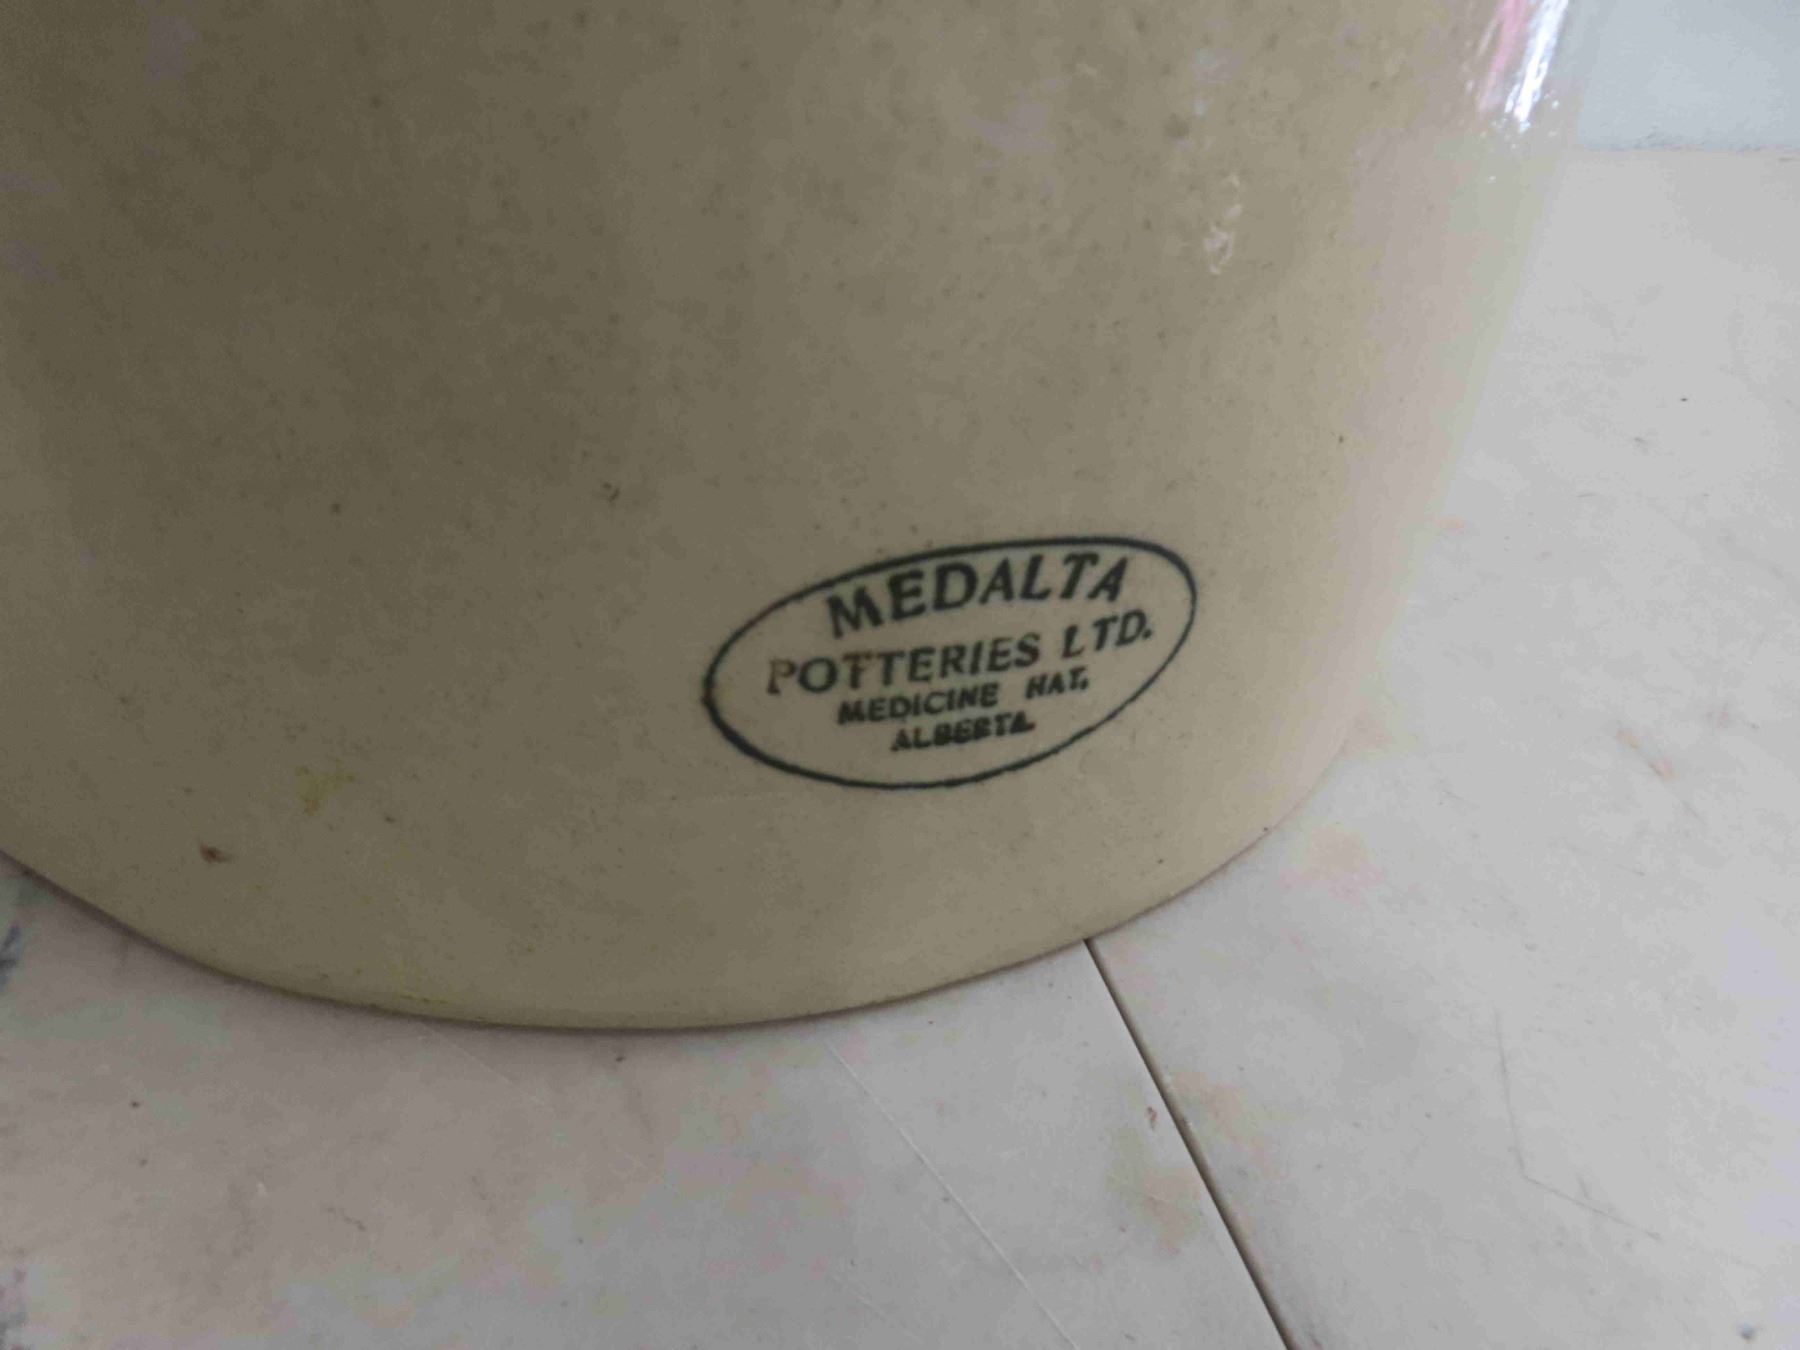 MEDALTA
POTTERIES LTD.
MEDICINE HAT.
ALBERTA